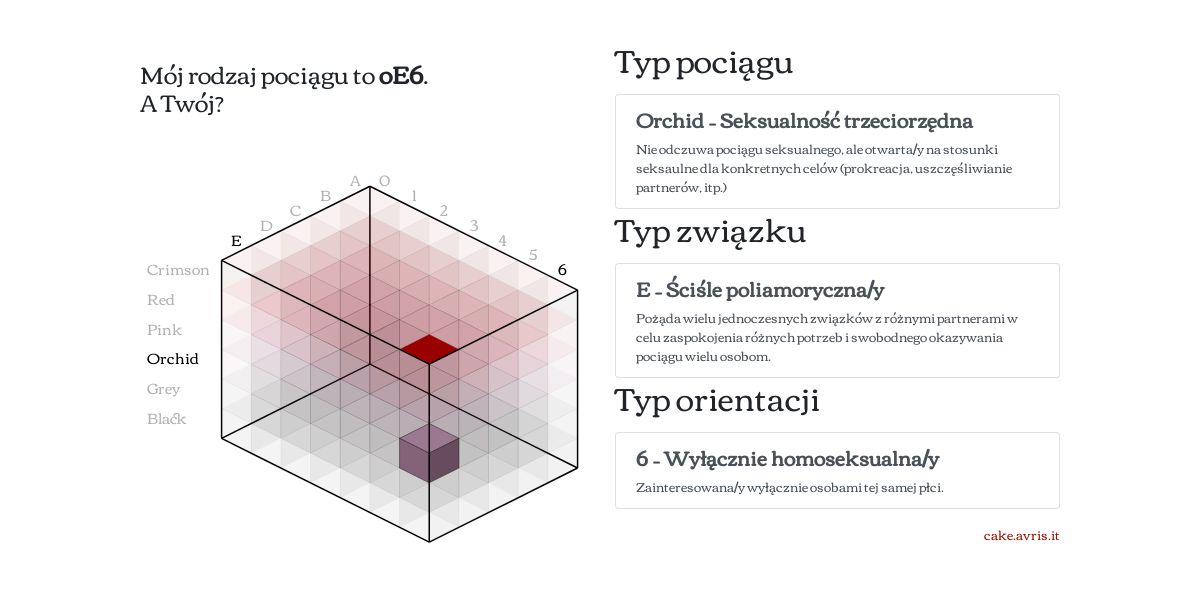 Mój rodzaj pociągu to oE6.
A Twój?
A O
B 1
C 2
D 3
E 4
5
6
Crimson
Red
Pink
Orchid
Grey
Black
Typ pociągu
Orchid – Seksualność trzeciorzędna
Nie odczuwa pociągu seksualnego, ale otwarta/y na stosunki
seksaulne dla konkretnych celów (prokreacja, uszczęśliwianie
partnerów, itp.)
Typ związku
E – Ściśle poliamoryczna/y
Pożąda wielu jednoczesnych związków z różnymi partnerami w
celu zaspokojenia różnych potrzeb i swobodnego okazywania
pociągu wielu osobom.
Typ orientacji
6 – Wyłącznie homoseksualna/y
Zainteresowana/y wyłącznie osobami tej samej płci.
cake.avris.it